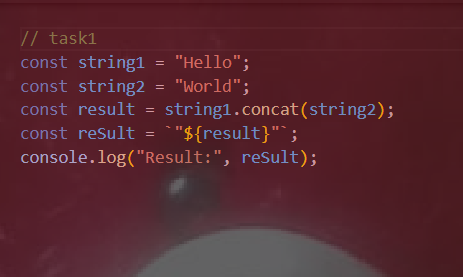 // task1
const string1 = "Hello";
const string2 = "World";
const result = string1.concat(string2);
const reSult = `"${result}"`;
console.log("Result:", reSult);